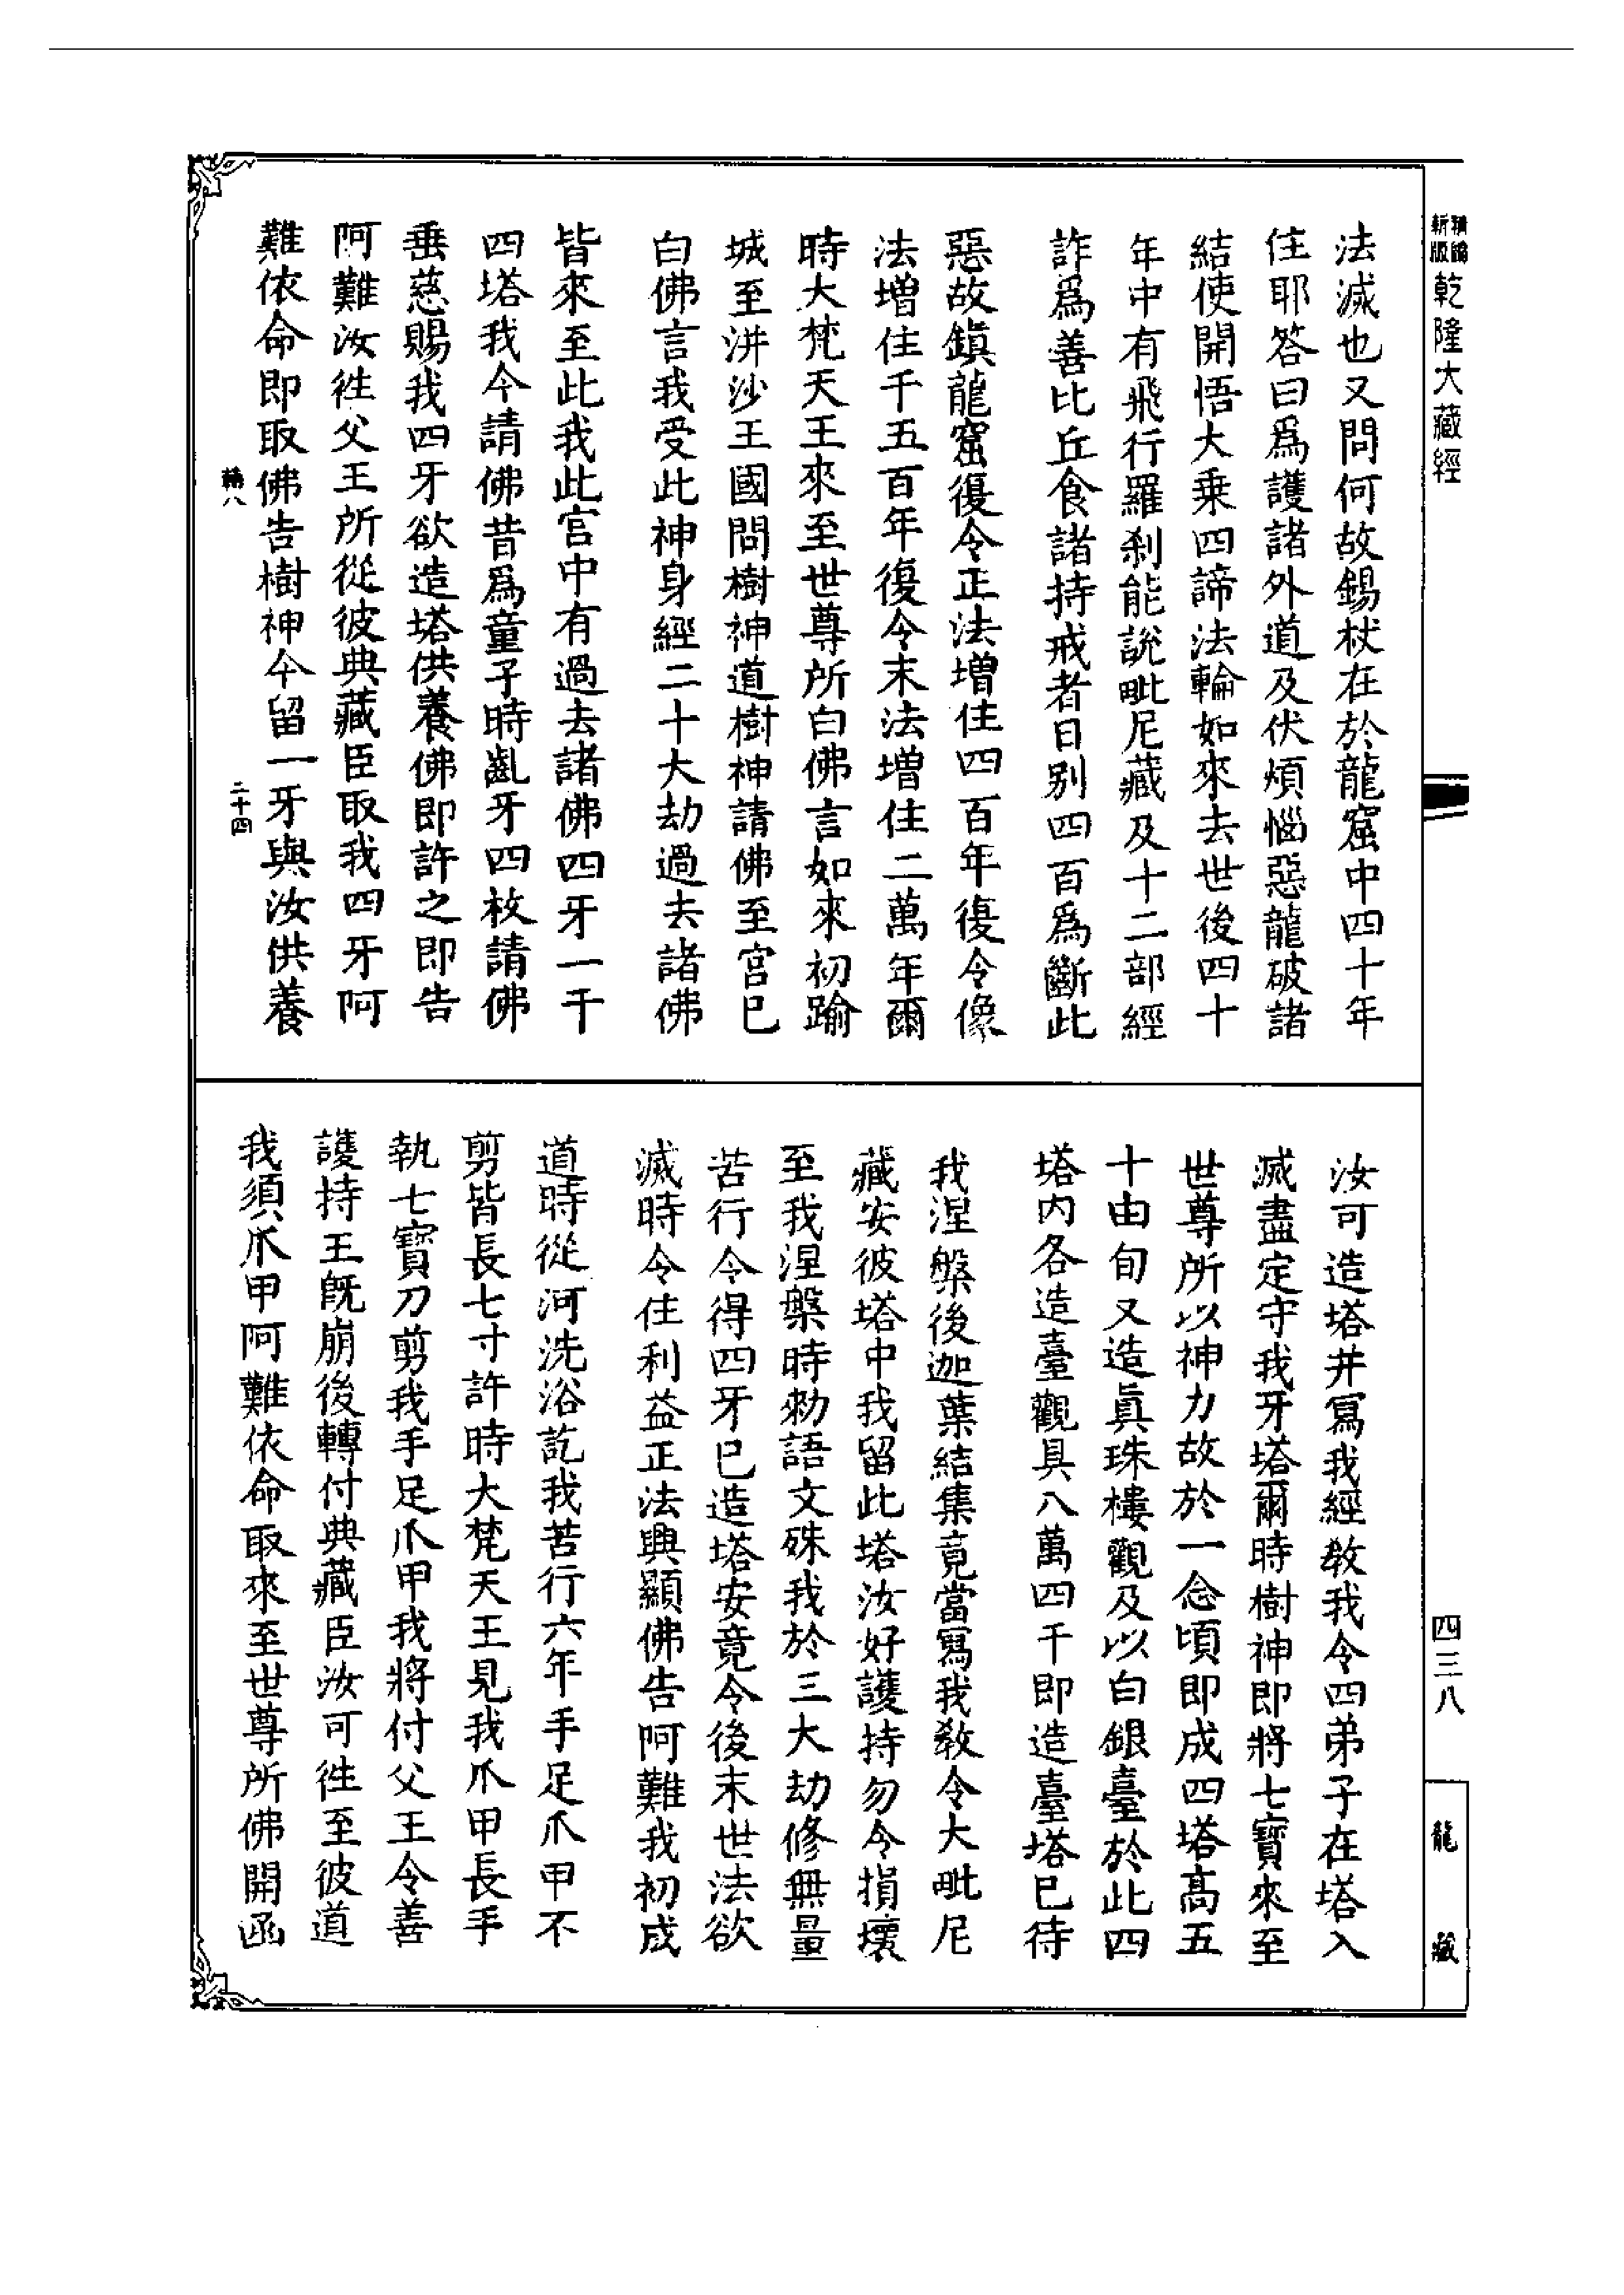 精編
新版
乾隆大藏經
四三八
龍藏
法滅也又問何故錫杖在於龍窟中四十年
住耶答曰爲護諸外道及伏煩惱惡龍破諸
結使開悟大乗四諦法輪如來去世後四十
年中有飛行羅刹能説毗尼藏及十二部經
詐爲善比丘食諸持戒者日別四百爲斷此
惡故鎭龍窟復令正法増住四百年復令像
法増住千五百年復令末法増住二萬年爾
時大梵天王來至世尊所白佛言如來初踰
城至洴沙王國問樹神道樹神請佛至宮已
白佛言我受此神身經二十大劫過去諸佛
皆來至此我此宮中有過去諸佛四牙一千
四塔我今請佛昔爲童子時亂牙四枚請佛
垂慈賜我四牙欲造塔供養佛即許之即告
阿難汝徃父王所從彼典藏臣取我四牙阿
難依命即取佛告樹神今留一牙與汝供養
輪八
二十四
汝可造塔并寫我經教我令四弟子在塔入
滅盡定守我牙塔爾時樹神即將七寶來至
世尊所以神力故於一念頃即成四塔髙五
十由旬又造眞珠樓觀及以白銀臺於此四
塔内各造臺觀具八萬四千即造臺塔已待
我涅槃後迦葉結集竟當寫我教令大毗尼
藏安彼塔中我留此塔汝好護持勿令損壞
至我涅槃時勑語文殊我於三大劫修無量
苦行今得四牙已造塔安竟令後末世法欲
滅時令住利益正法興顯佛告阿難我初成
道時從河洗浴訖我苦行六年手足爪甲不
剪皆長七寸許時大梵天王見我爪甲長手
執七寶刀剪我手足爪甲我將付父王令善
護持王旣崩後轉付典藏臣汝可徃至彼道
我須爪甲阿難依命取來至世尊所佛開函